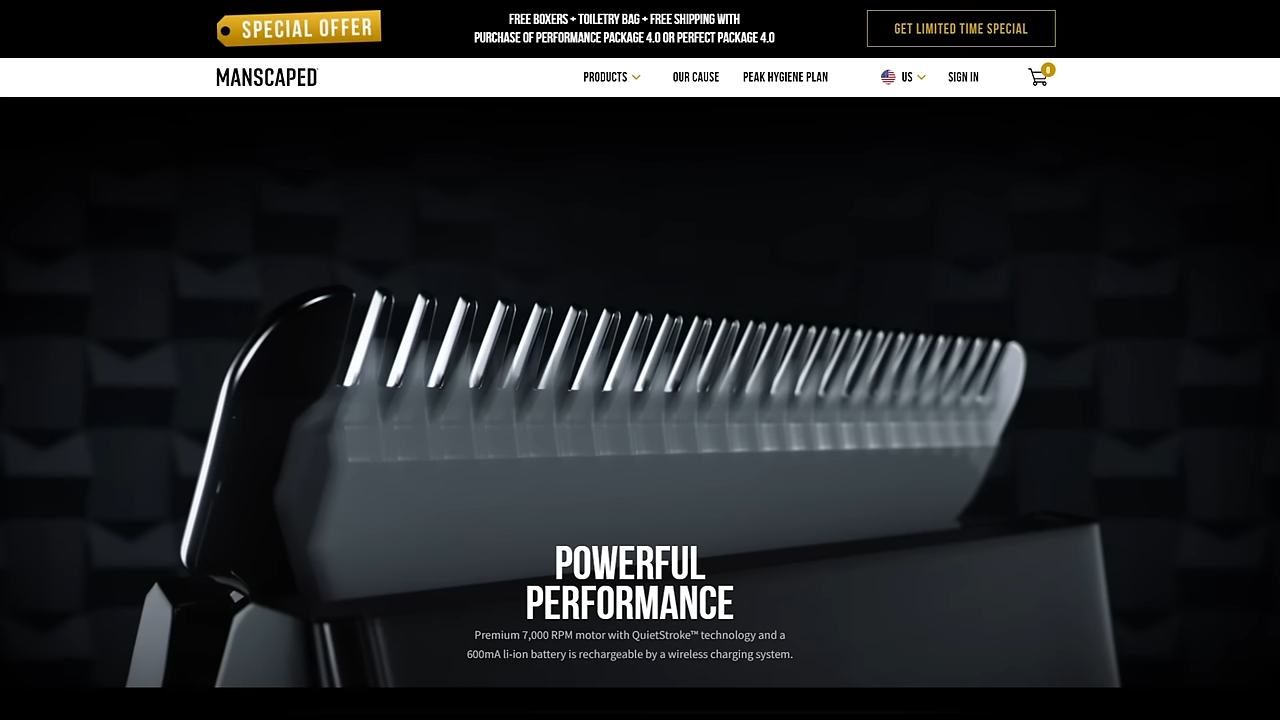 SPECIAL OFFER
FREE BOXERS + TOILETRY BAG + FREE SHIPPING WITH
PURCHASE OF PERFORMANCE PACKAGE 4.0 OR PERFECT PACKAGE 4.0
GET LIMITED TIME SPECIAL
MANSCAPED
PRODUCTS
OUR CAUSE
PEAK HYGIENE PLAN
US
SIGN IN
0
POWERFUL
PERFORMANCE
Premium 7,000 RPM motor with QuietStroke™ technology and a
600mA li-ion battery is rechargeable by a wireless charging system.